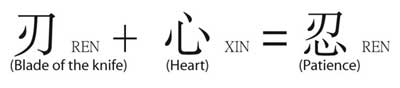 刃 REN + 心 XIN = 忍 REN
(Blade of the knife) (Heart) (Patience)